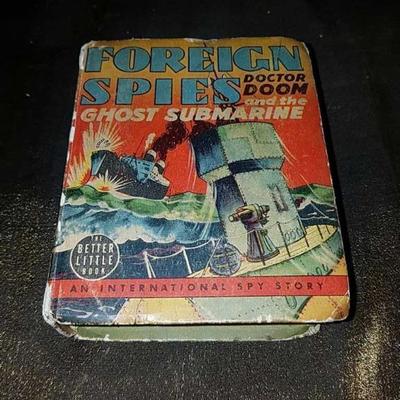 FOREIGN
SPIES
DOCTOR
DOOM
and the
GHOST SUBMARINE
THE
BETTER
LITTLE
BOOK
AN INTERNATIONAL SPY STORY